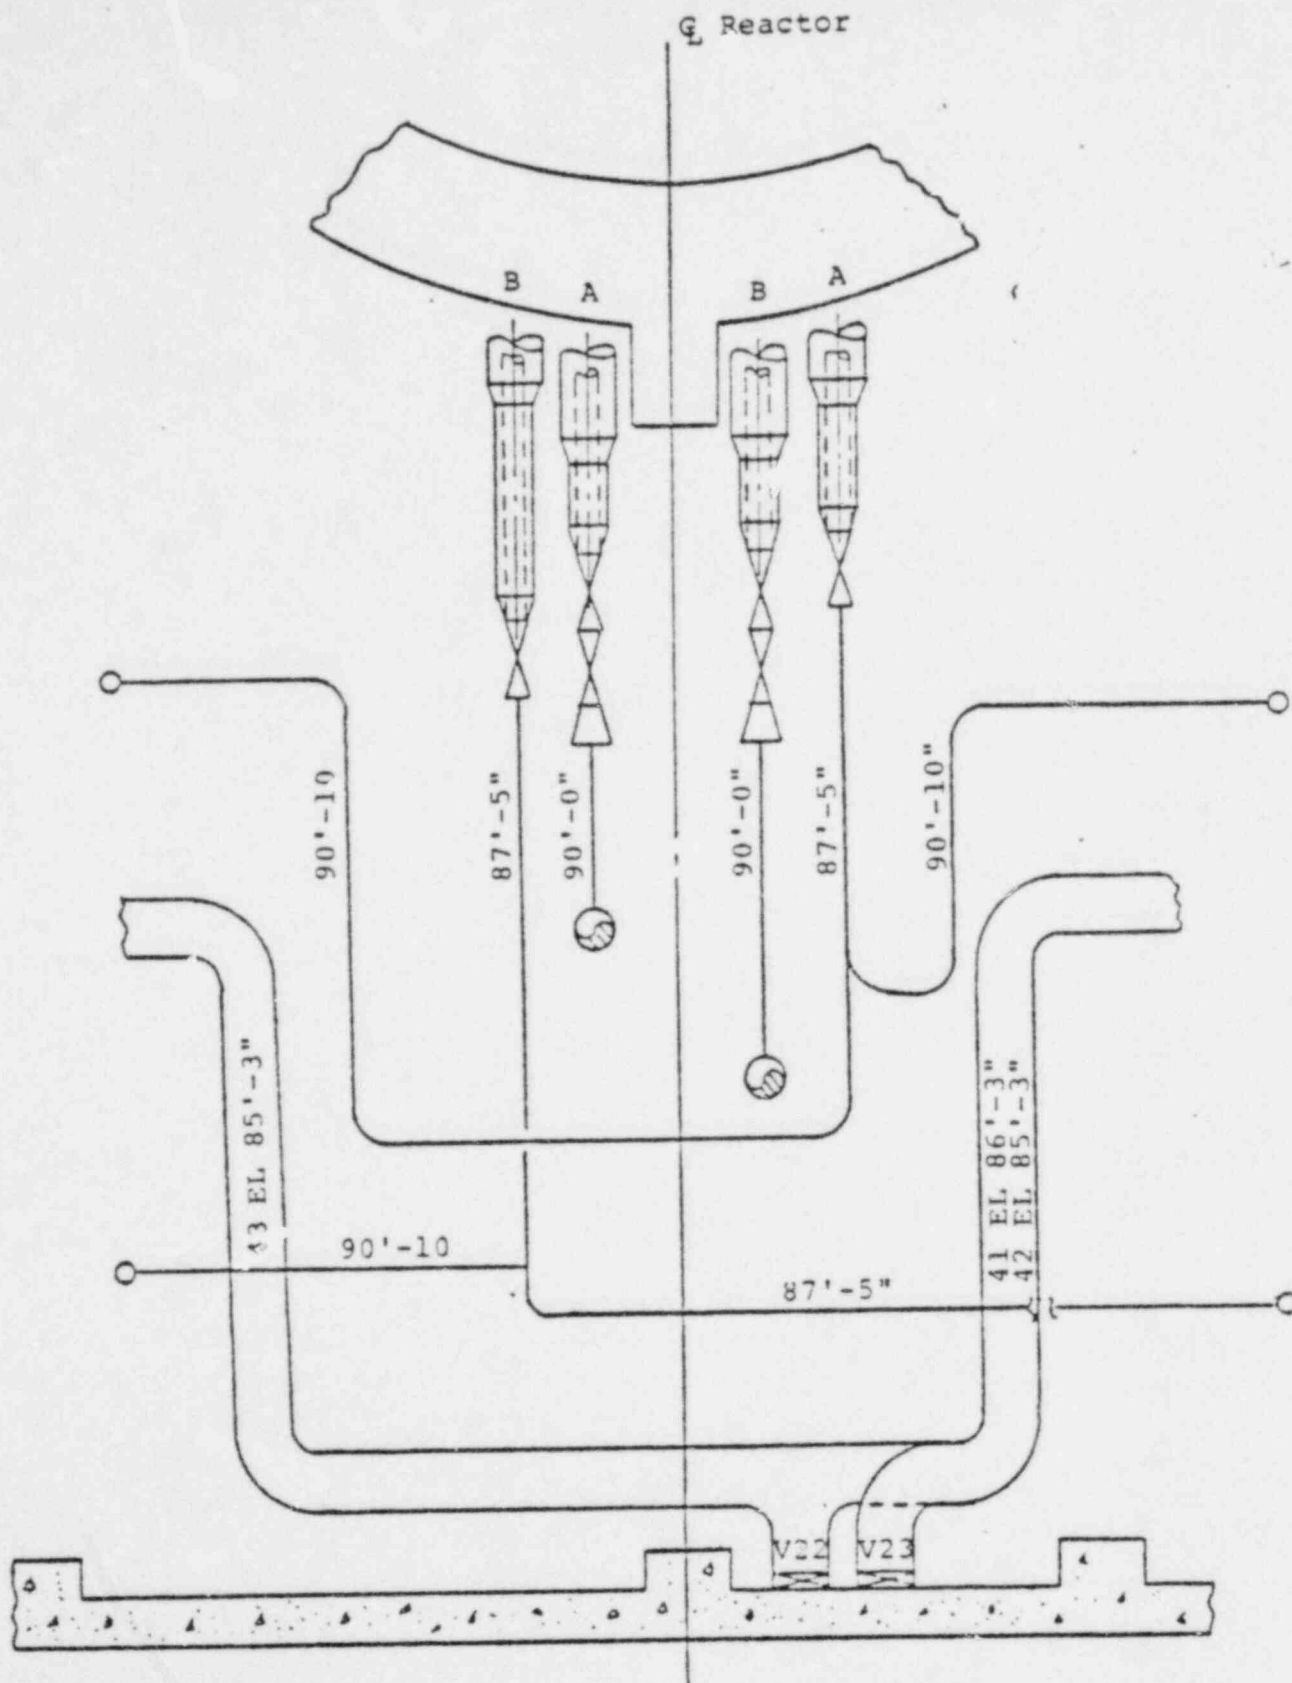 ℄ Reactor
B
A
B
A
90'-10
87'-5"
90'-0"
90'-0"
87'-5"
90'-10"
43 EL 85'-3"
41 EL 86'-3"
42 EL 85'-3"
90'-10
87'-5"
V22
V23